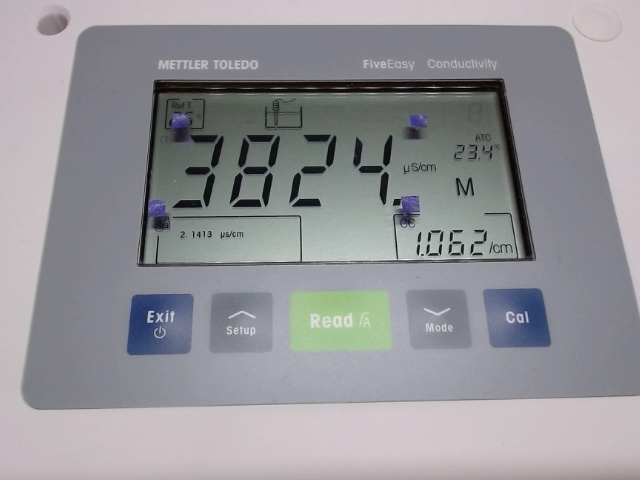 METTLER TOLEDO
FiveEasy Conductivity
Ref.T.
ATC
23.4°C
3824. µS/cm
M
2. 1413 µs/cm
1.062/cm
Exit
Setup
Read /A
Mode
Cal